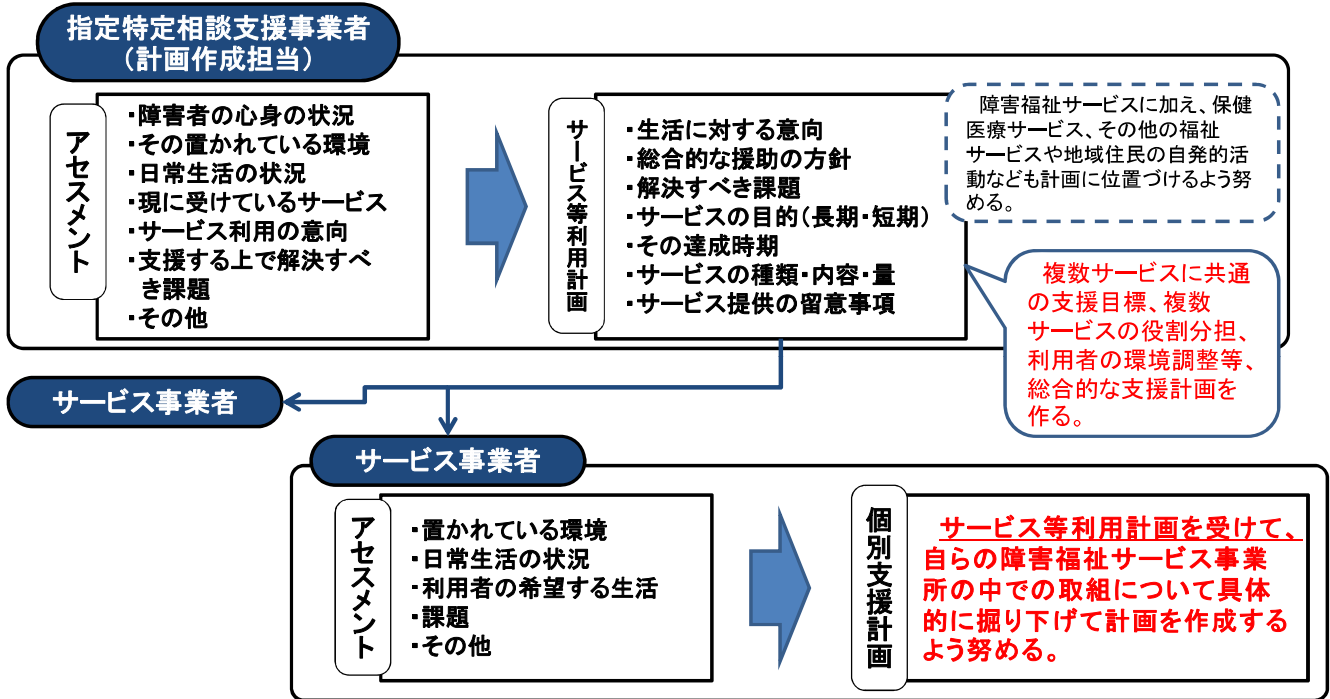 指定特定相談支援事業者
(計画作成担当)
アセスメント
・障害者の心身の状況
・その置かれている環境
・日常生活の状況
・現に受けているサービス
・サービス利用の意向
・支援する上で解決すべ
き課題
・その他
サービス等利用計画
・生活に対する意向
・総合的な援助の方針
・解決すべき課題
・サービスの目的(長期・短期)
・その達成時期
・サービスの種類・内容・量
・サービス提供の留意事項
障害福祉サービスに加え、保健
医療サービス、その他の福祉
サービスや地域住民の自発的活
動なども計画に位置づけるよう努
める。
複数サービスに共通
の支援目標、複数
サービスの役割分担、
利用者の環境調整等、
総合的な支援計画を
作る。
サービス事業者
サービス事業者
アセスメント
・置かれている環境
・日常生活の状況
・利用者の希望する生活
・課題
・その他
個別支援計画
サービス等利用計画を受けて、
自らの障害福祉サービス事業
所の中での取組について具体
的に掘り下げて計画を作成する
よう努める。